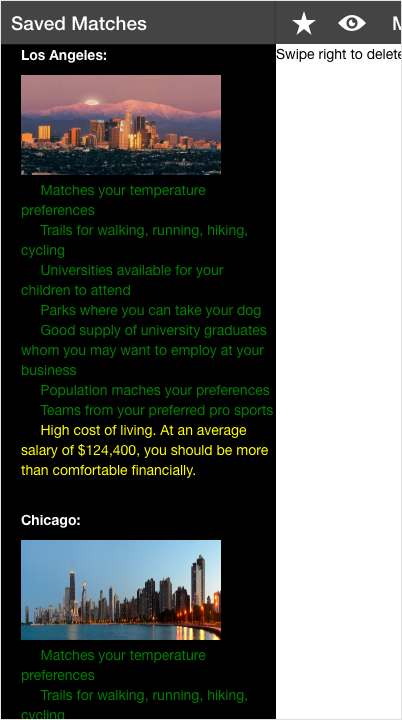 Saved Matches
M
Swipe right to delete
Los Angeles:
Matches your temperature
preferences
Trails for walking, running, hiking,
cycling
Universities available for your
children to attend
Parks where you can take your dog
Good supply of university graduates
whom you may want to employ at your
business
Population maches your preferences
Teams from your preferred pro sports
High cost of living. At an average
salary of $124,400, you should be more
than comfortable financially.
Chicago:
Matches your temperature
preferences
Trails for walking, running, hiking,
cycling